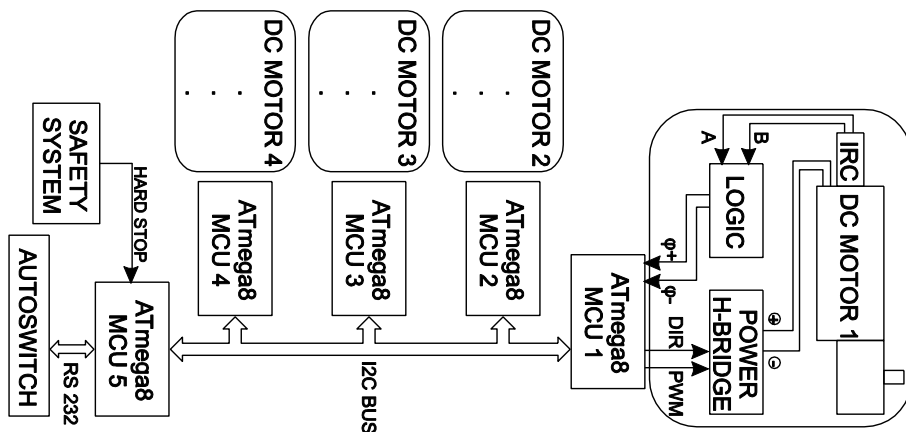 SAFETY
SYSTEM
HARD STOP
AUTOSWITCH
RS 232
ATmega8
MCU 5
DC MOTOR 4
. . .
ATmega8
MCU 4
DC MOTOR 3
. . .
ATmega8
MCU 3
DC MOTOR 2
. . .
ATmega8
MCU 2
I2C BUS
ATmega8
MCU 1
A
B
IRC
LOGIC
φ+
φ-
DIR
PWM
POWER
H-BRIDGE
+
-
DC MOTOR 1